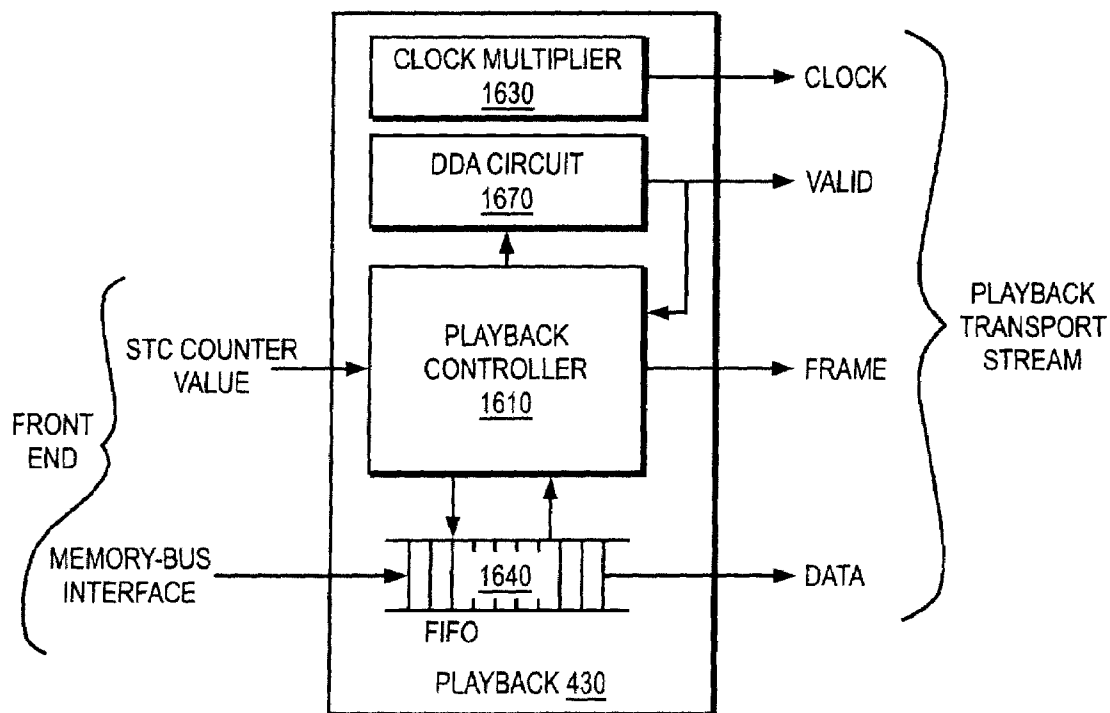 CLOCK MULTIPLIER
1630
CLOCK
DDA CIRCUIT
1670
VALID
PLAYBACK
CONTROLLER
1610
STC COUNTER
VALUE
FRAME
PLAYBACK
TRANSPORT
STREAM
FRONT
END
MEMORY-BUS
INTERFACE
1640
DATA
FIFO
PLAYBACK 430